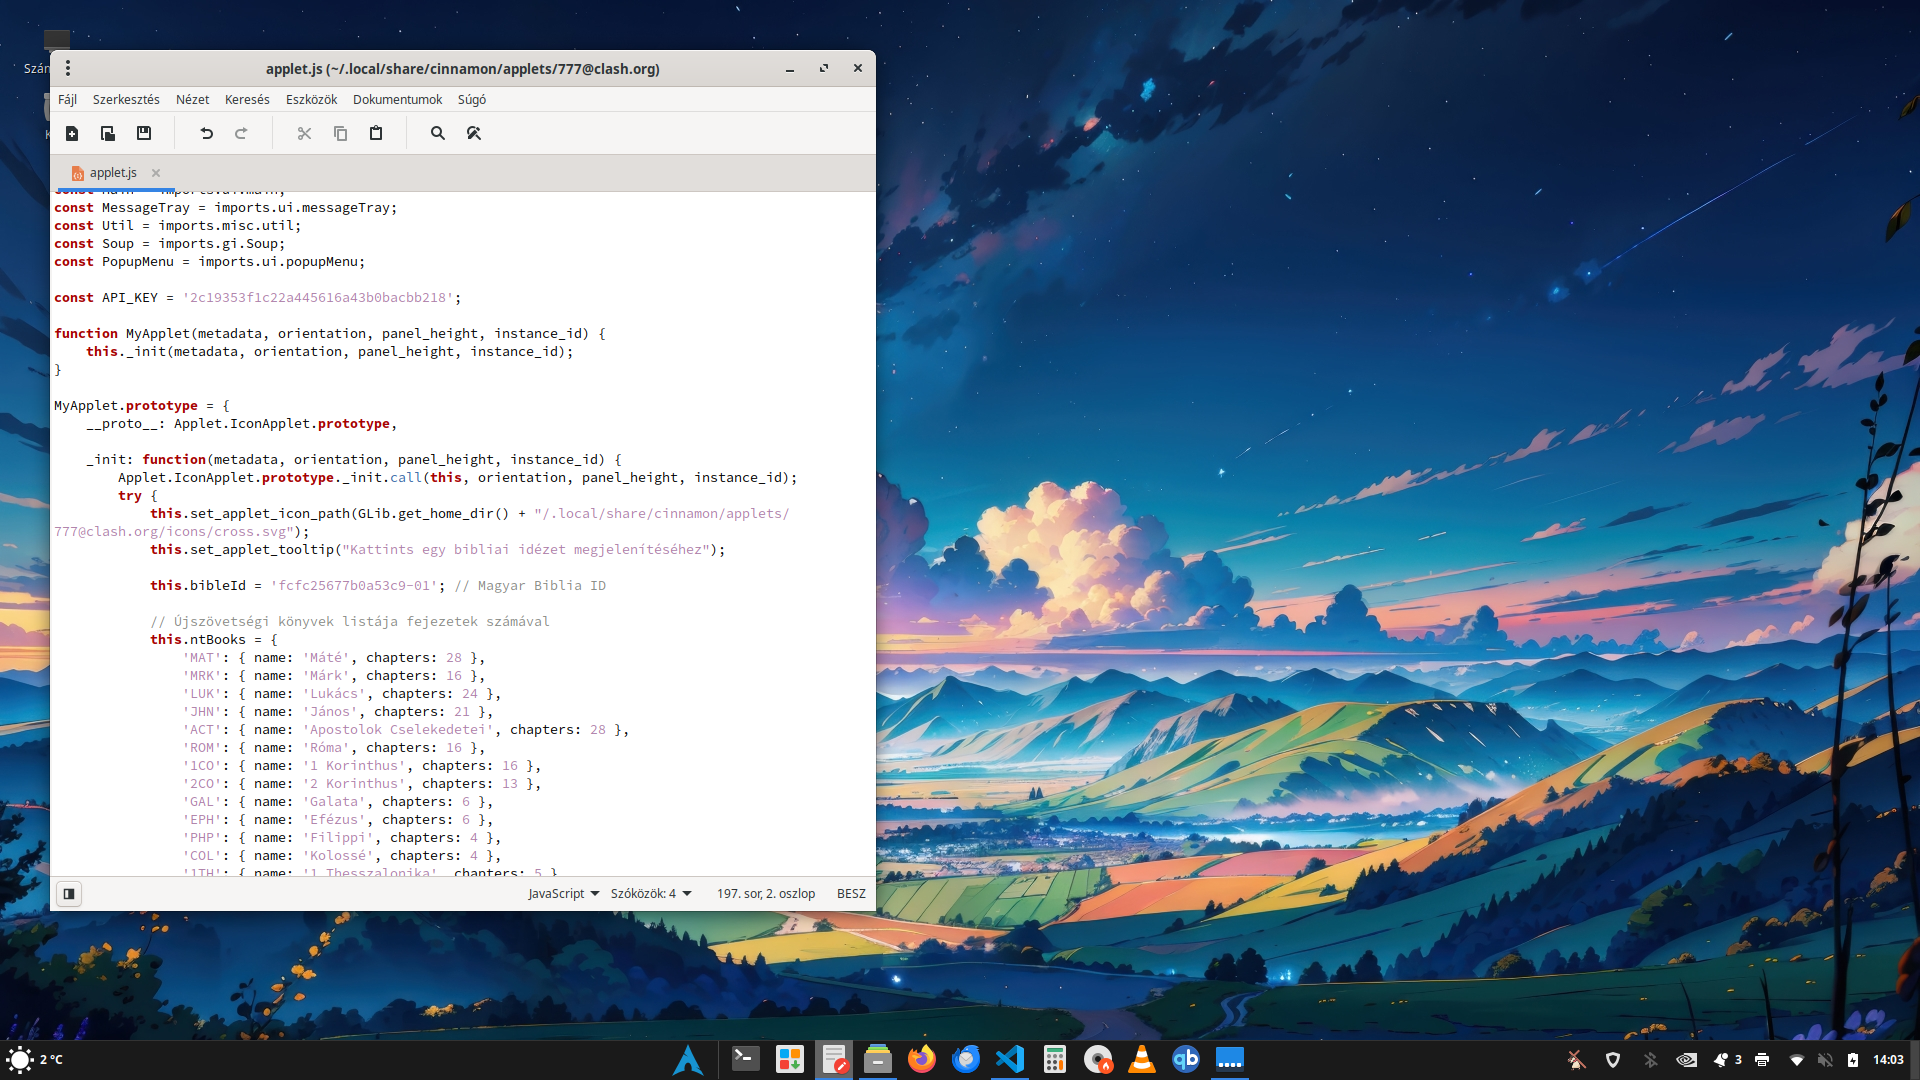 Szán
K
applet.js (~/.local/share/cinnamon/applets/777@clash.org)
Fájl Szerkesztés Nézet Keresés Eszközök Dokumentumok Súgó
applet.js
const MessageTray = imports.ui.messageTray;
const Util = imports.misc.util;
const Soup = imports.gi.Soup;
const PopupMenu = imports.ui.popupMenu;
const API_KEY = '2c19353f1c22a445616a43b0bacbb218';
function MyApplet(metadata, orientation, panel_height, instance_id) {
this._init(metadata, orientation, panel_height, instance_id);
}
MyApplet.prototype = {
__proto__: Applet.IconApplet.prototype,
_init: function(metadata, orientation, panel_height, instance_id) {
Applet.IconApplet.prototype._init.call(this, orientation, panel_height, instance_id);
try {
this.set_applet_icon_path(GLib.get_home_dir() + "/.local/share/cinnamon/applets/
777@clash.org/icons/cross.svg");
this.set_applet_tooltip("Kattints egy bibliai idézet megjelenítéséhez");
this.bibleId = 'fcfc25677b0a53c9-01'; // Magyar Biblia ID
// Újszövetségi könyvek listája fejezetek számával
this.ntBooks = {
'MAT': { name: 'Máté', chapters: 28 },
'MRK': { name: 'Márk', chapters: 16 },
'LUK': { name: 'Lukács', chapters: 24 },
'JHN': { name: 'János', chapters: 21 },
'ACT': { name: 'Apostolok Cselekedetei', chapters: 28 },
'ROM': { name: 'Róma', chapters: 16 },
'1CO': { name: '1 Korinthus', chapters: 16 },
'2CO': { name: '2 Korinthus', chapters: 13 },
'GAL': { name: 'Galata', chapters: 6 },
'EPH': { name: 'Efézus', chapters: 6 },
'PHP': { name: 'Filippi', chapters: 4 },
'COL': { name: 'Kolossé', chapters: 4 },
'1TH': { name: '1 Thesszalonika', chapters: 5 }
JavaScript Szóközök: 4 197. sor, 2. oszlop BESZ
2 °C
qb
3
14:03